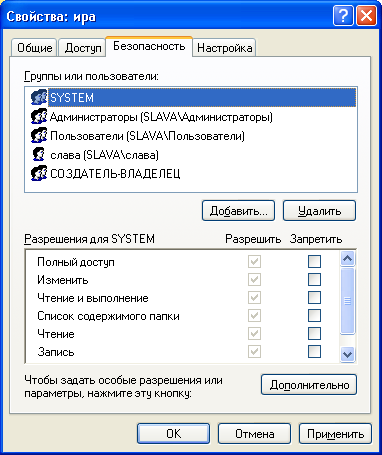 Свойства: ира
Общие Доступ Безопасность Настройка
Группы или пользователи:
SYSTEM
Администраторы (SLAVA\Администраторы)
Пользователи (SLAVA\Пользователи)
слава (SLAVA\слава)
СОЗДАТЕЛЬ-ВЛАДЕЛЕЦ
Добавить... Удалить
Разрешения для SYSTEM Разрешить Запретить
Полный доступ
Изменить
Чтение и выполнение
Список содержимого папки
Чтение
Запись
Чтобы задать особые разрешения или
параметры, нажмите эту кнопку:
Дополнительно
OK Отмена Применить